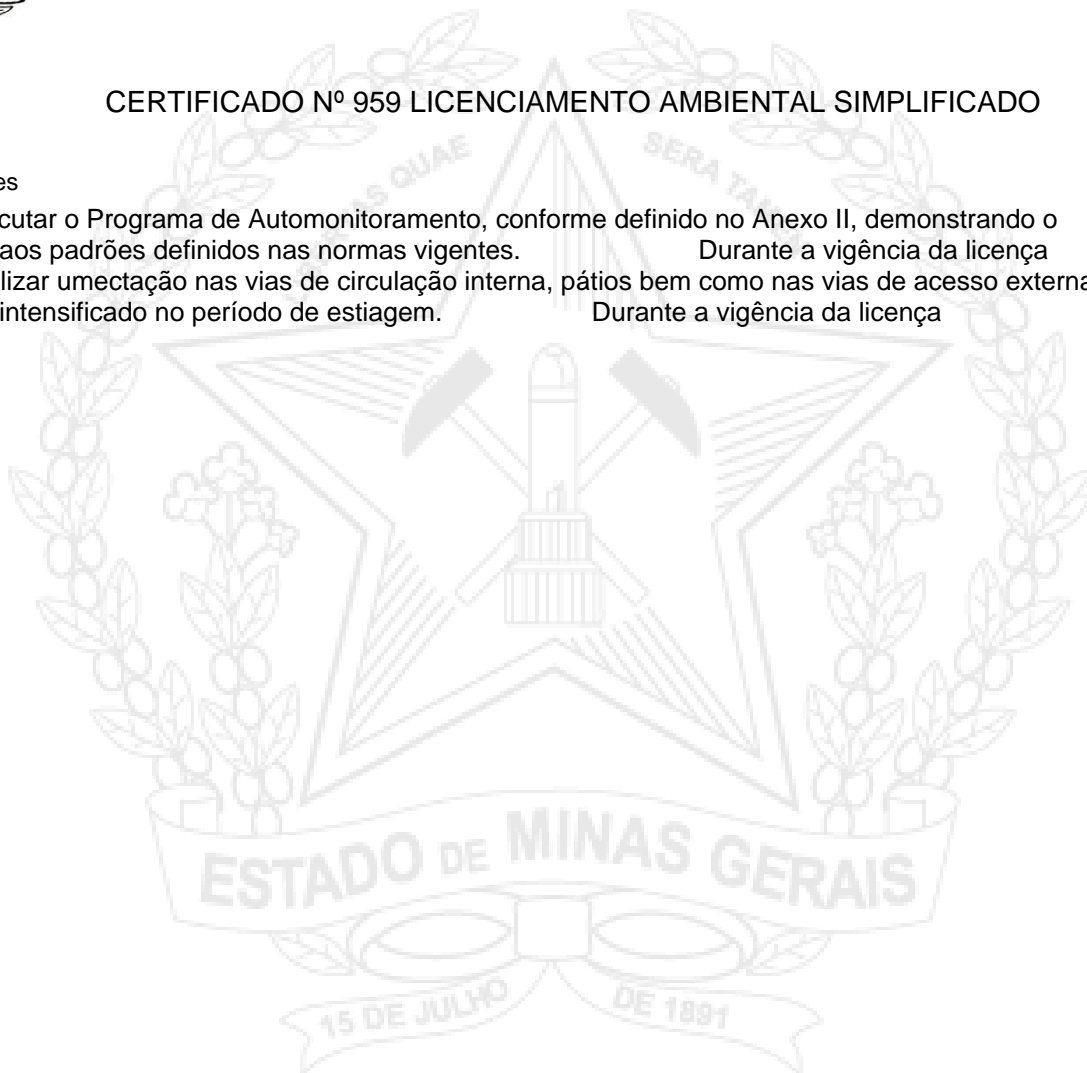 CERTIFICADO Nº 959 LICENCIAMENTO AMBIENTAL SIMPLIFICADO
es
cutar o Programa de Automonitoramento, conforme definido no Anexo II, demonstrando o
aos padrões definidos nas normas vigentes. Durante a vigência da licença
lizar umectação nas vias de circulação interna, pátios bem como nas vias de acesso externa
intensificado no período de estiagem. Durante a vigência da licença
QUAE SERA TAMEN
ESTADO DE MINAS GERAIS
15 DE JULHO DE 1891